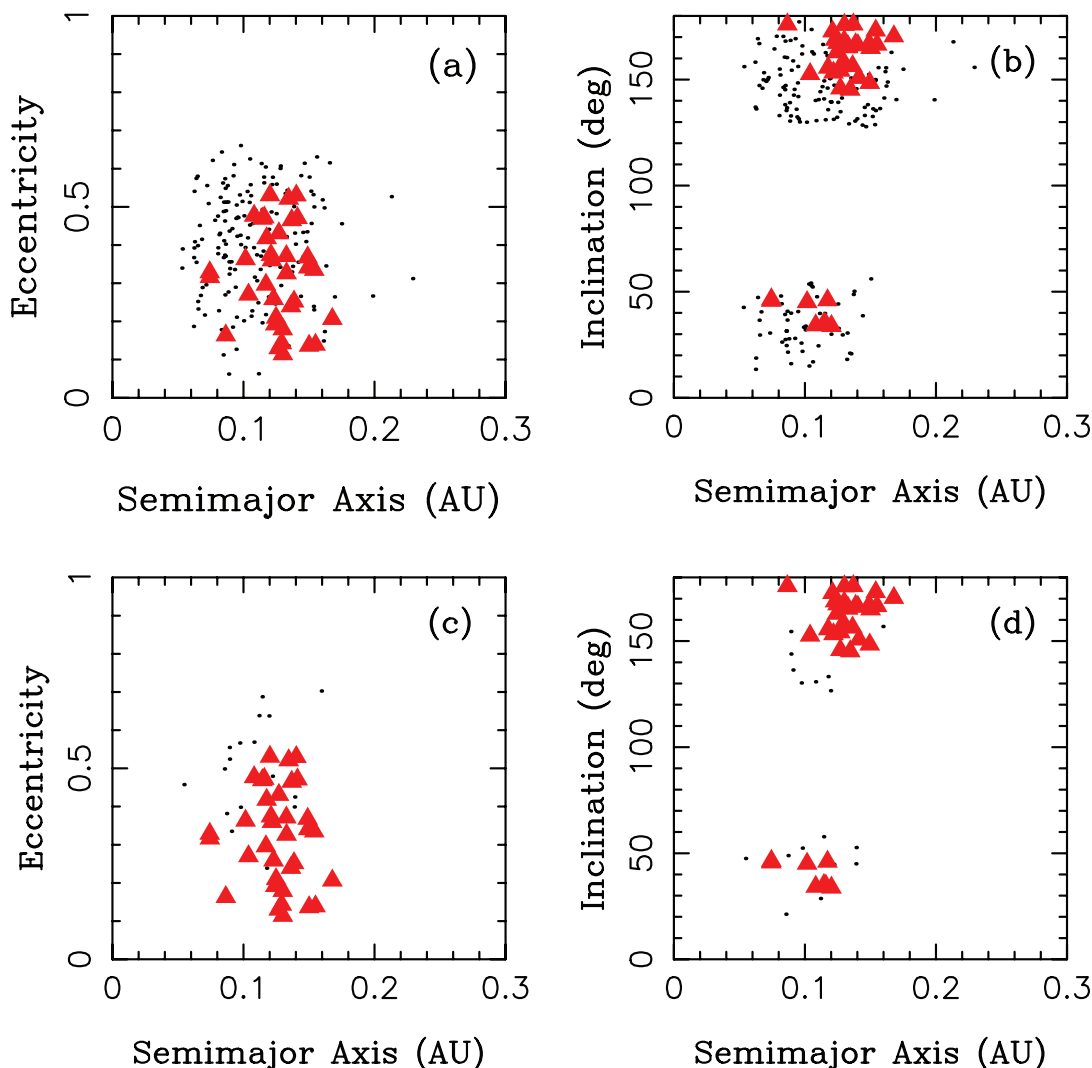 (a)
Eccentricity
1
0.5
0
0 0.1 0.2 0.3
Semimajor Axis (AU)
(b)
Inclination (deg)
150
100
50
0
0 0.1 0.2 0.3
Semimajor Axis (AU)
(c)
Eccentricity
1
0.5
0
0 0.1 0.2 0.3
Semimajor Axis (AU)
(d)
Inclination (deg)
150
100
50
0
0 0.1 0.2 0.3
Semimajor Axis (AU)